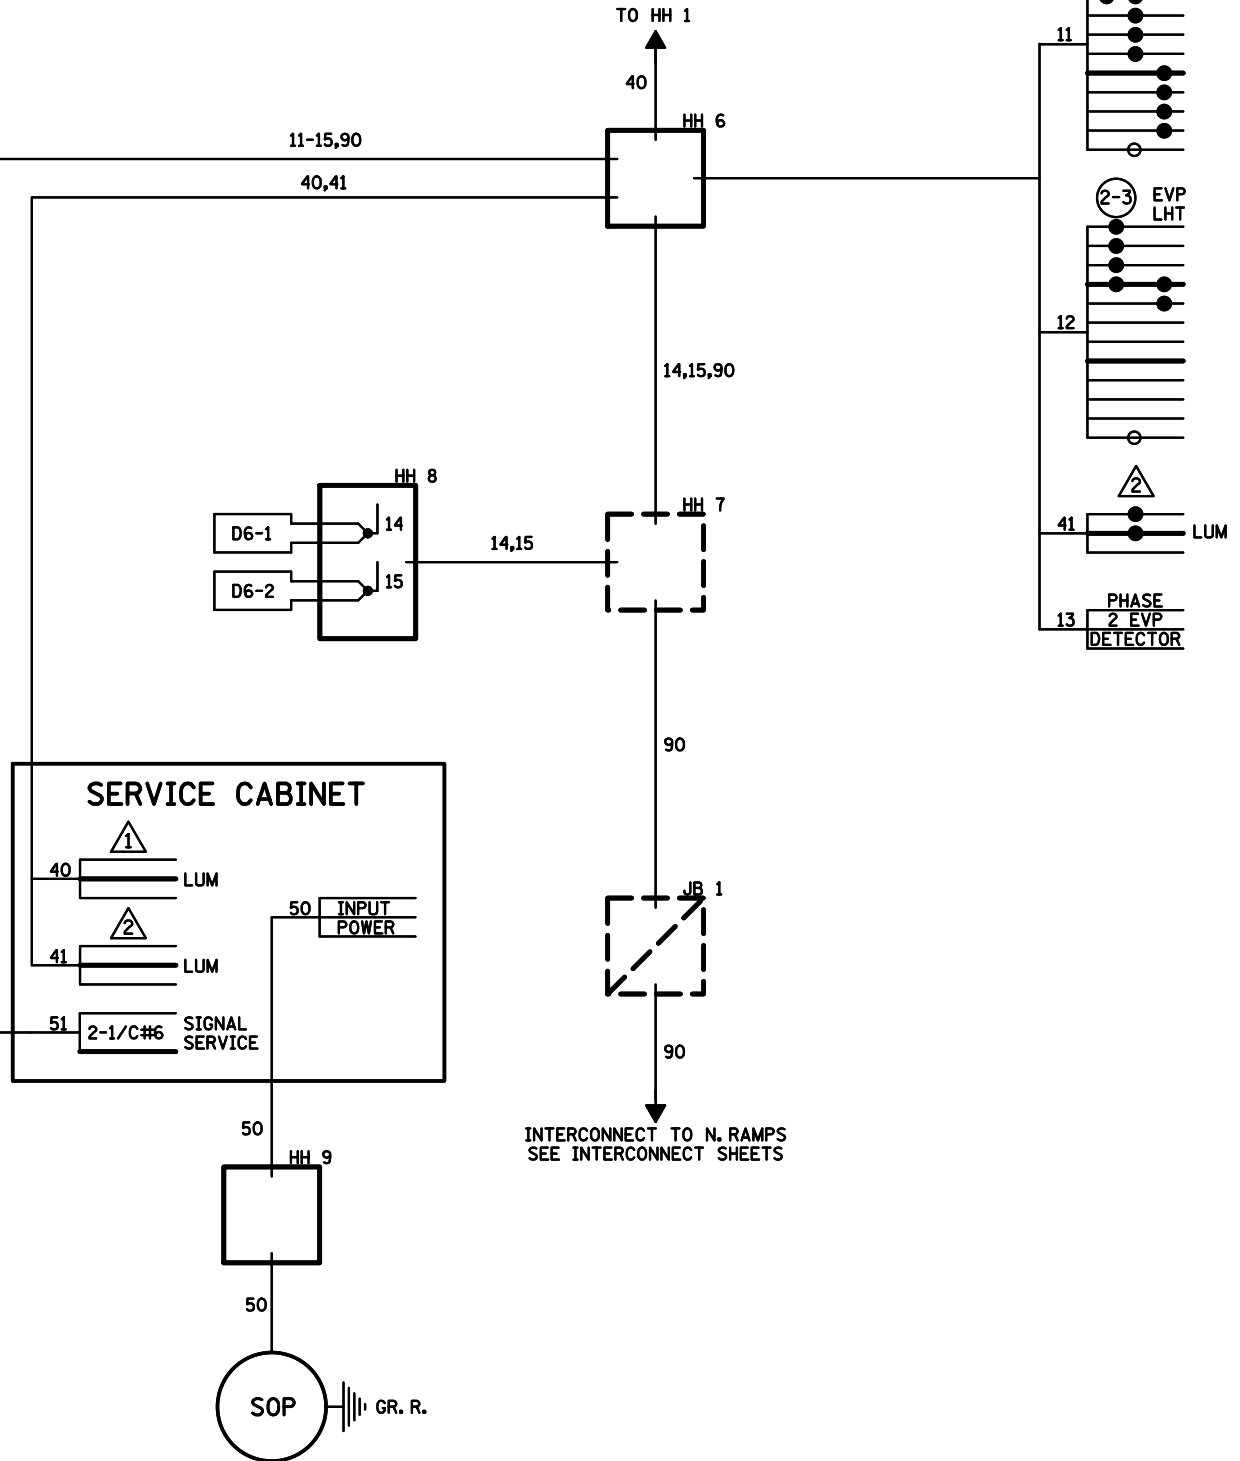 TO HH 1
40
HH 6
11
11-15,90
40,41
2-3
EVP
LHT
12
14,15,90
HH 8
D6-1
14
D6-2
15
14,15
HH 7
2
41
LUM
13
PHASE
2 EVP
DETECTOR
90
SERVICE CABINET
1
40
LUM
2
41
LUM
51
2-1/C#6
SIGNAL
SERVICE
50
INPUT
POWER
JB 1
90
INTERCONNECT TO N. RAMPS
SEE INTERCONNECT SHEETS
50
HH 9
50
SOP
GR. R.